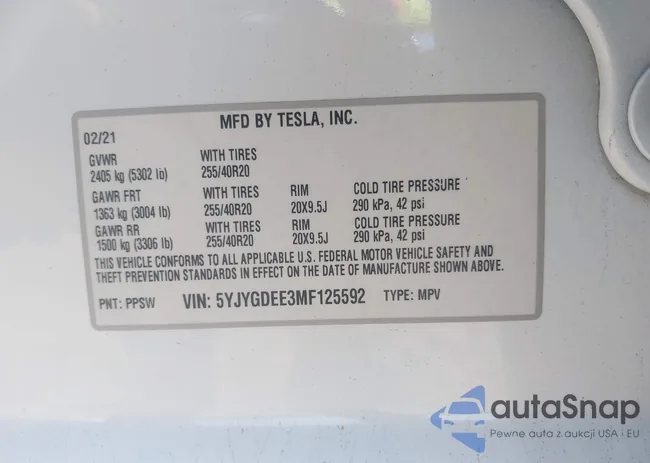 MFD BY TESLA, INC.
02/21
GVWR WITH TIRES
2405 kg (5302 lb) 255/40R20
GAWR FRT WITH TIRES RIM COLD TIRE PRESSURE
1363 kg (3004 lb) 255/40R20 20X9.5J 290 kPa, 42 psi
GAWR RR WITH TIRES RIM COLD TIRE PRESSURE
1500 kg (3306 lb) 255/40R20 20X9.5J 290 kPa, 42 psi
THIS VEHICLE CONFORMS TO ALL APPLICABLE U.S. FEDERAL MOTOR VEHICLE SAFETY AND
THEFT PREVENTION STANDARDS IN EFFECT ON THE DATE OF MANUFACTURE SHOWN ABOVE.
PNT: PPSW VIN: 5YJYGDEE3MF125592 TYPE: MPV
autaSnap
Pewne auta z aukcji USA i EU